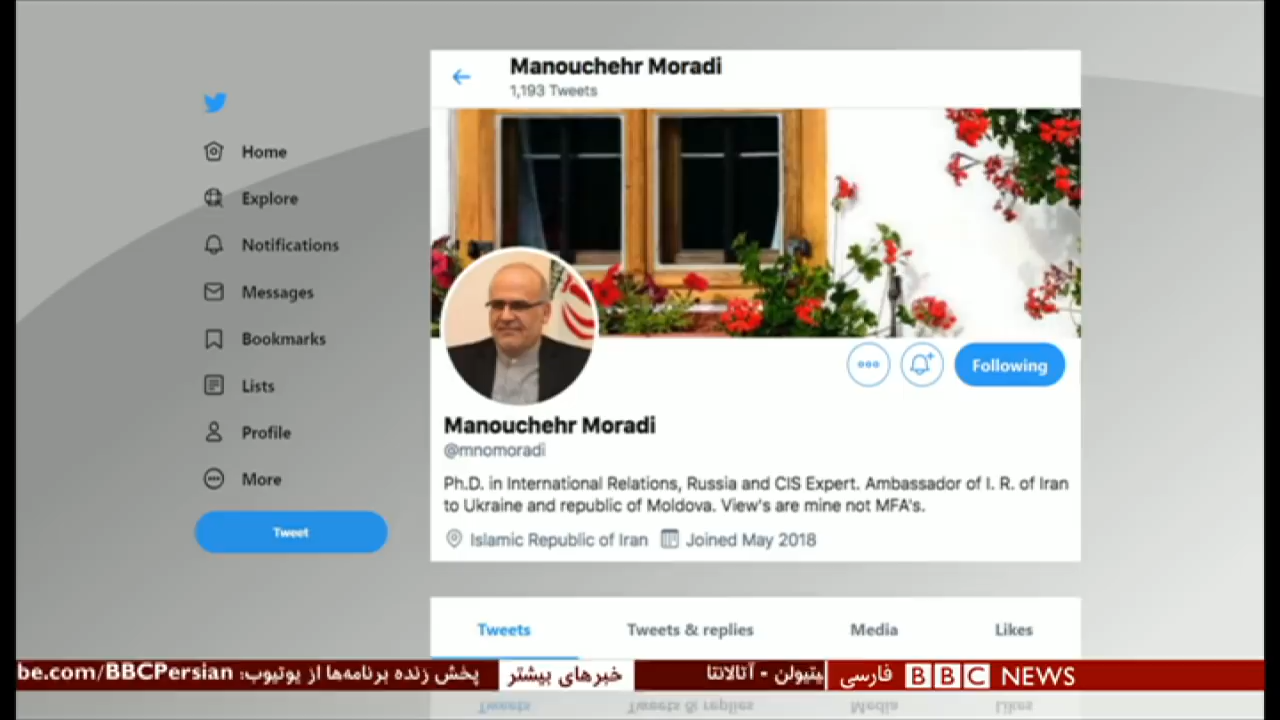 Manouchehr Moradi
1,193 Tweets
Home
Explore
Notifications
Messages
Bookmarks
Lists
Profile
More
Tweet
Following
Manouchehr Moradi
@mnomoradi
Ph.D. in International Relations, Russia and CIS Expert. Ambassador of I. R. of Iran
to Ukraine and republic of Moldova. View's are mine not MFA's.
Islamic Republic of Iran Joined May 2018
Tweets Tweets & replies Media Likes
be.com/BBCPersian پخش زنده برنامه‌ها از یوتیوب: خبرهای بیشتر یتیولن - آتالانتا فارسی BBC NEWS